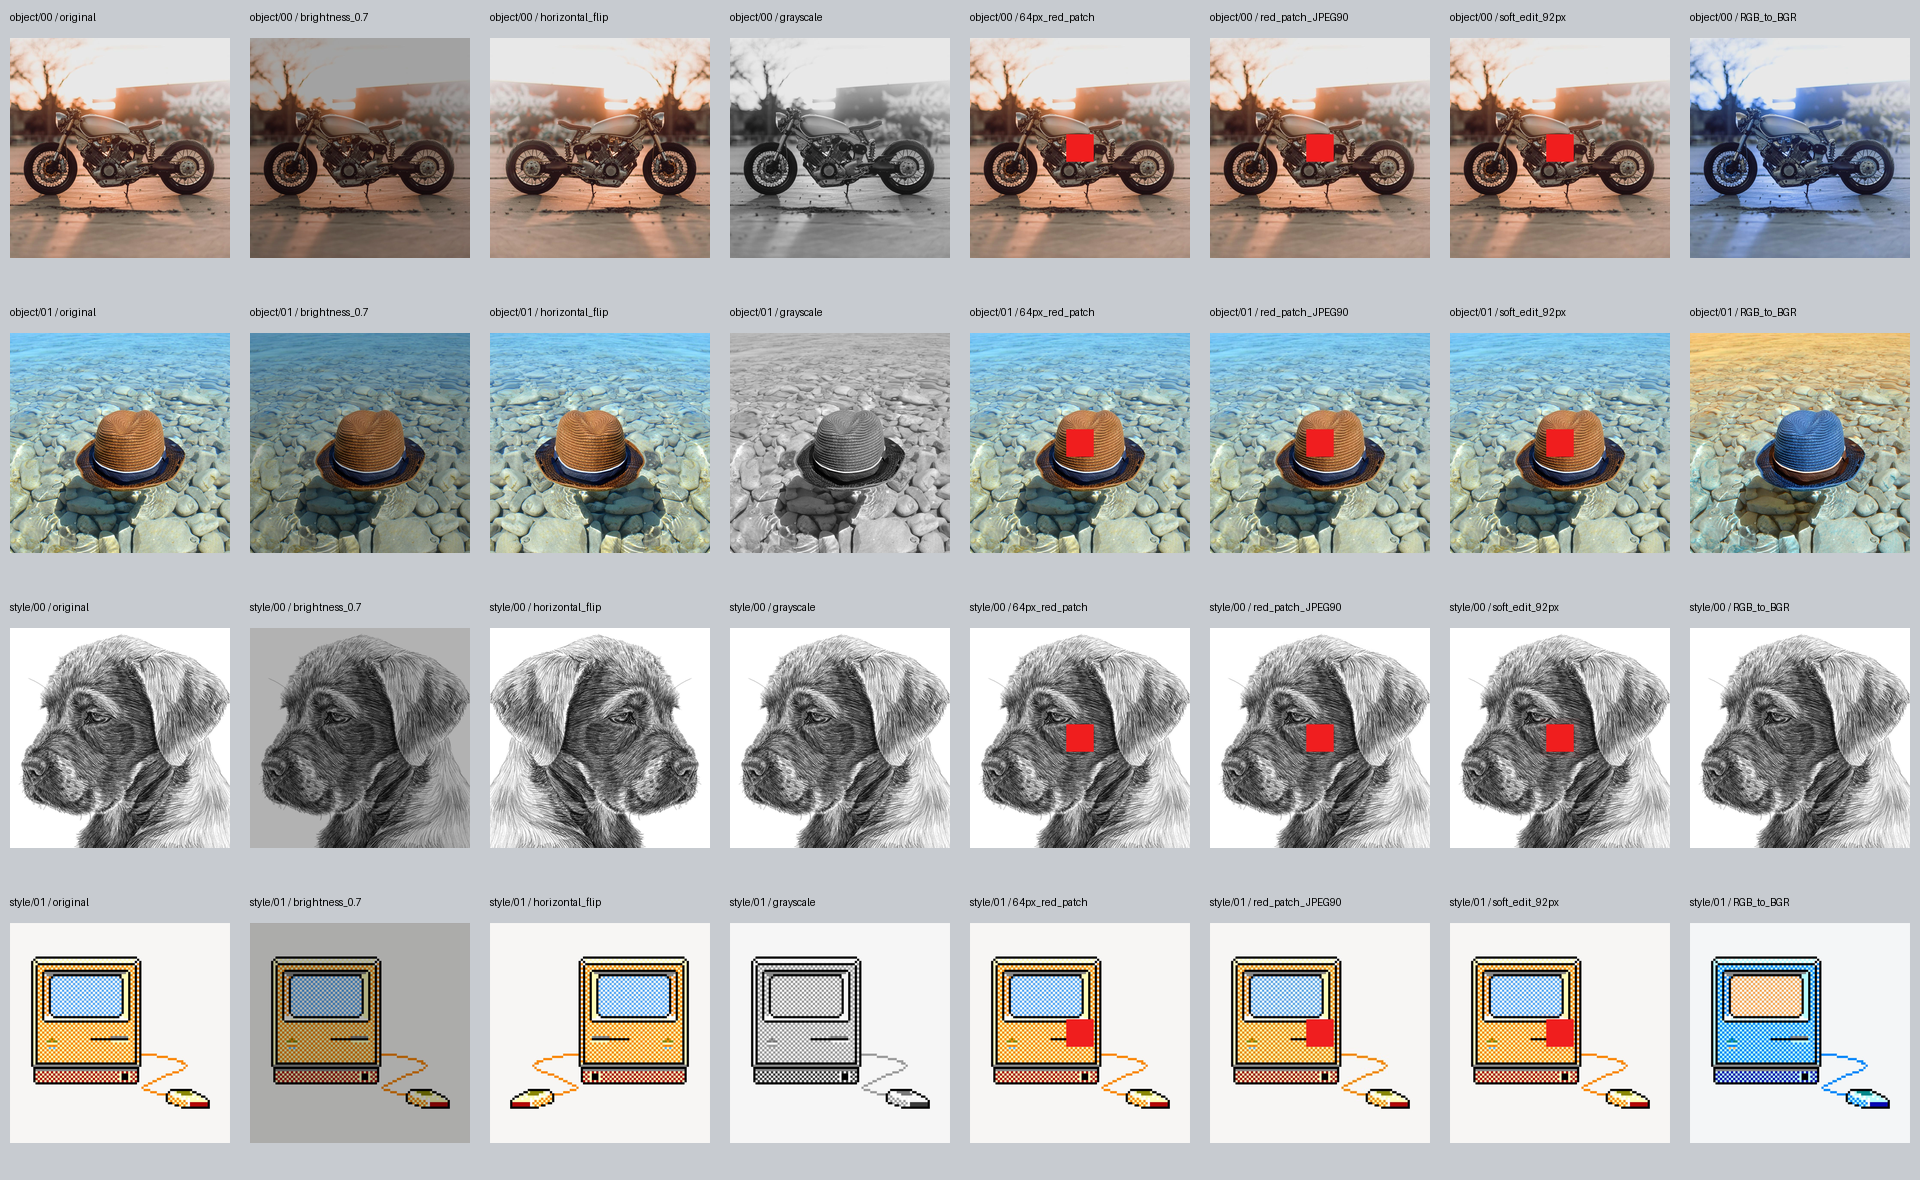 object/00 / original
object/00 / brightness_0.7
object/00 / horizontal_flip
object/00 / grayscale
object/00 / 64px_red_patch
object/00 / red_patch_JPEG90
object/00 / soft_edit_92px
object/00 / RGB_to_BGR
object/01 / original
object/01 / brightness_0.7
object/01 / horizontal_flip
object/01 / grayscale
object/01 / 64px_red_patch
object/01 / red_patch_JPEG90
object/01 / soft_edit_92px
object/01 / RGB_to_BGR
style/00 / original
style/00 / brightness_0.7
style/00 / horizontal_flip
style/00 / grayscale
style/00 / 64px_red_patch
style/00 / red_patch_JPEG90
style/00 / soft_edit_92px
style/00 / RGB_to_BGR
style/01 / original
style/01 / brightness_0.7
style/01 / horizontal_flip
style/01 / grayscale
style/01 / 64px_red_patch
style/01 / red_patch_JPEG90
style/01 / soft_edit_92px
style/01 / RGB_to_BGR